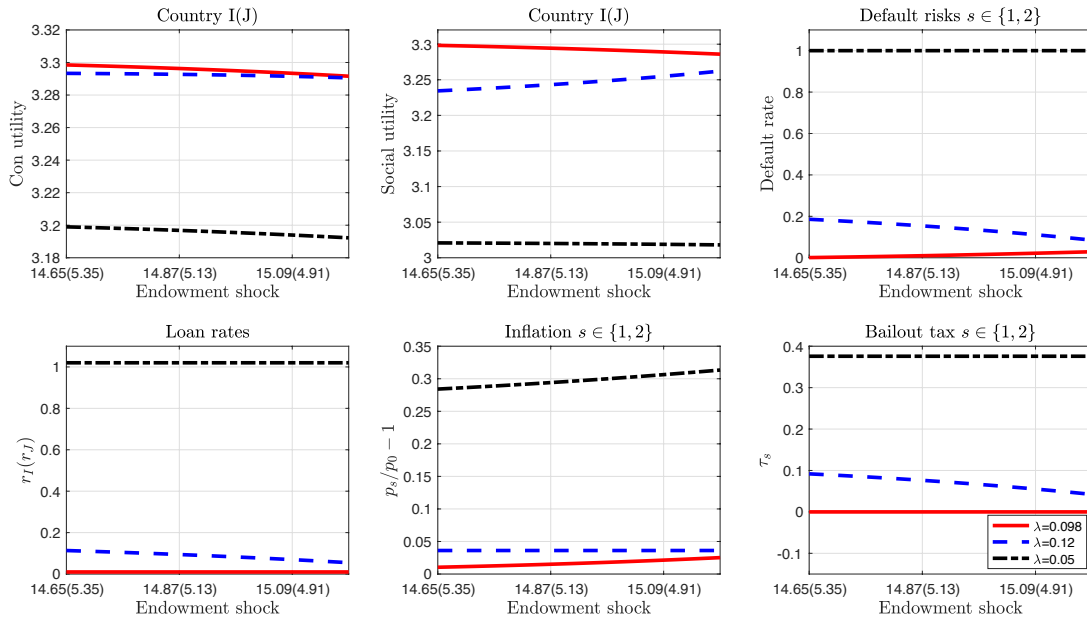 Country I(J)
Con utility
3.32
3.3
3.28
3.26
3.24
3.22
3.2
3.18
14.65(5.35) 14.87(5.13) 15.09(4.91)
Endowment shock
Country I(J)
Social utility
3.3
3.25
3.2
3.15
3.1
3.05
3
14.65(5.35) 14.87(5.13) 15.09(4.91)
Endowment shock
Default risks s ∈ {1, 2}
Default rate
1
0.8
0.6
0.4
0.2
0
14.65(5.35) 14.87(5.13) 15.09(4.91)
Endowment shock
Loan rates
r_I(r_J)
1
0.8
0.6
0.4
0.2
0
14.65(5.35) 14.87(5.13) 15.09(4.91)
Endowment shock
Inflation s ∈ {1, 2}
p_s/p_0 − 1
0.35
0.3
0.25
0.2
0.15
0.1
0.05
0
14.65(5.35) 14.87(5.13) 15.09(4.91)
Endowment shock
Bailout tax s ∈ {1, 2}
τ_s
0.4
0.3
0.2
0.1
0
-0.1
14.65(5.35) 14.87(5.13) 15.09(4.91)
Endowment shock
λ=0.098
λ=0.12
λ=0.05